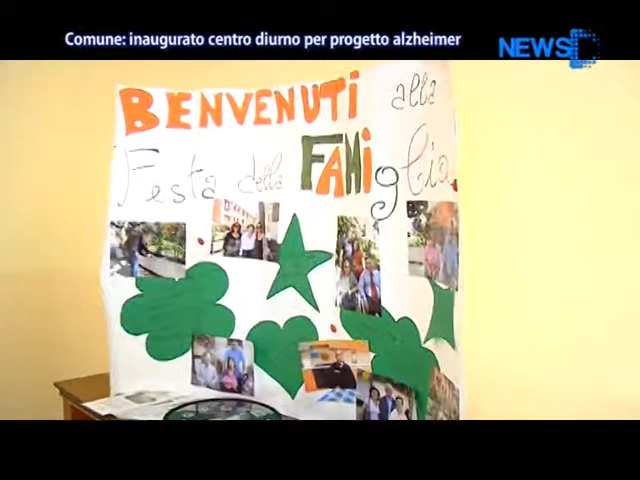 Comune: inaugurato centro diurno per progetto alzheimer
NEWS
BENVENUTI alla
Festa della FAMiglia